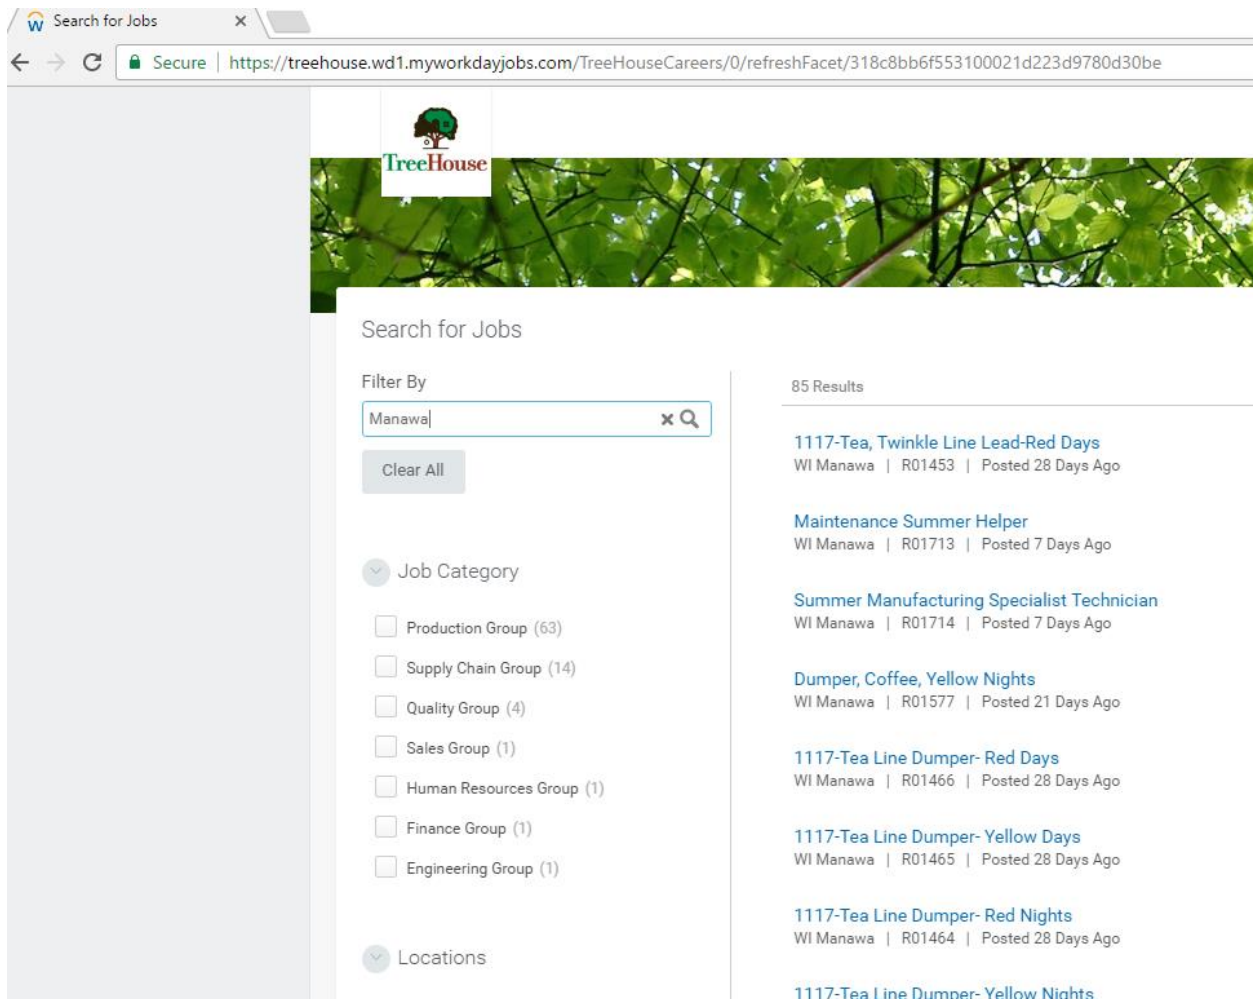 Search for Jobs
Secure | https://treehouse.wd1.myworkdayjobs.com/TreeHouseCareers/0/refreshFacet/318c8bb6f553100021d223d9780d30be
TreeHouse
Search for Jobs
Filter By
Manawa
Clear All
Job Category
Production Group (63)
Supply Chain Group (14)
Quality Group (4)
Sales Group (1)
Human Resources Group (1)
Finance Group (1)
Engineering Group (1)
Locations
85 Results
1117-Tea, Twinkle Line Lead-Red Days
WI Manawa | R01453 | Posted 28 Days Ago
Maintenance Summer Helper
WI Manawa | R01713 | Posted 7 Days Ago
Summer Manufacturing Specialist Technician
WI Manawa | R01714 | Posted 7 Days Ago
Dumper, Coffee, Yellow Nights
WI Manawa | R01577 | Posted 21 Days Ago
1117-Tea Line Dumper- Red Days
WI Manawa | R01466 | Posted 28 Days Ago
1117-Tea Line Dumper- Yellow Days
WI Manawa | R01465 | Posted 28 Days Ago
1117-Tea Line Dumper- Red Nights
WI Manawa | R01464 | Posted 28 Days Ago
1117-Tea Line Dumper- Yellow Nights